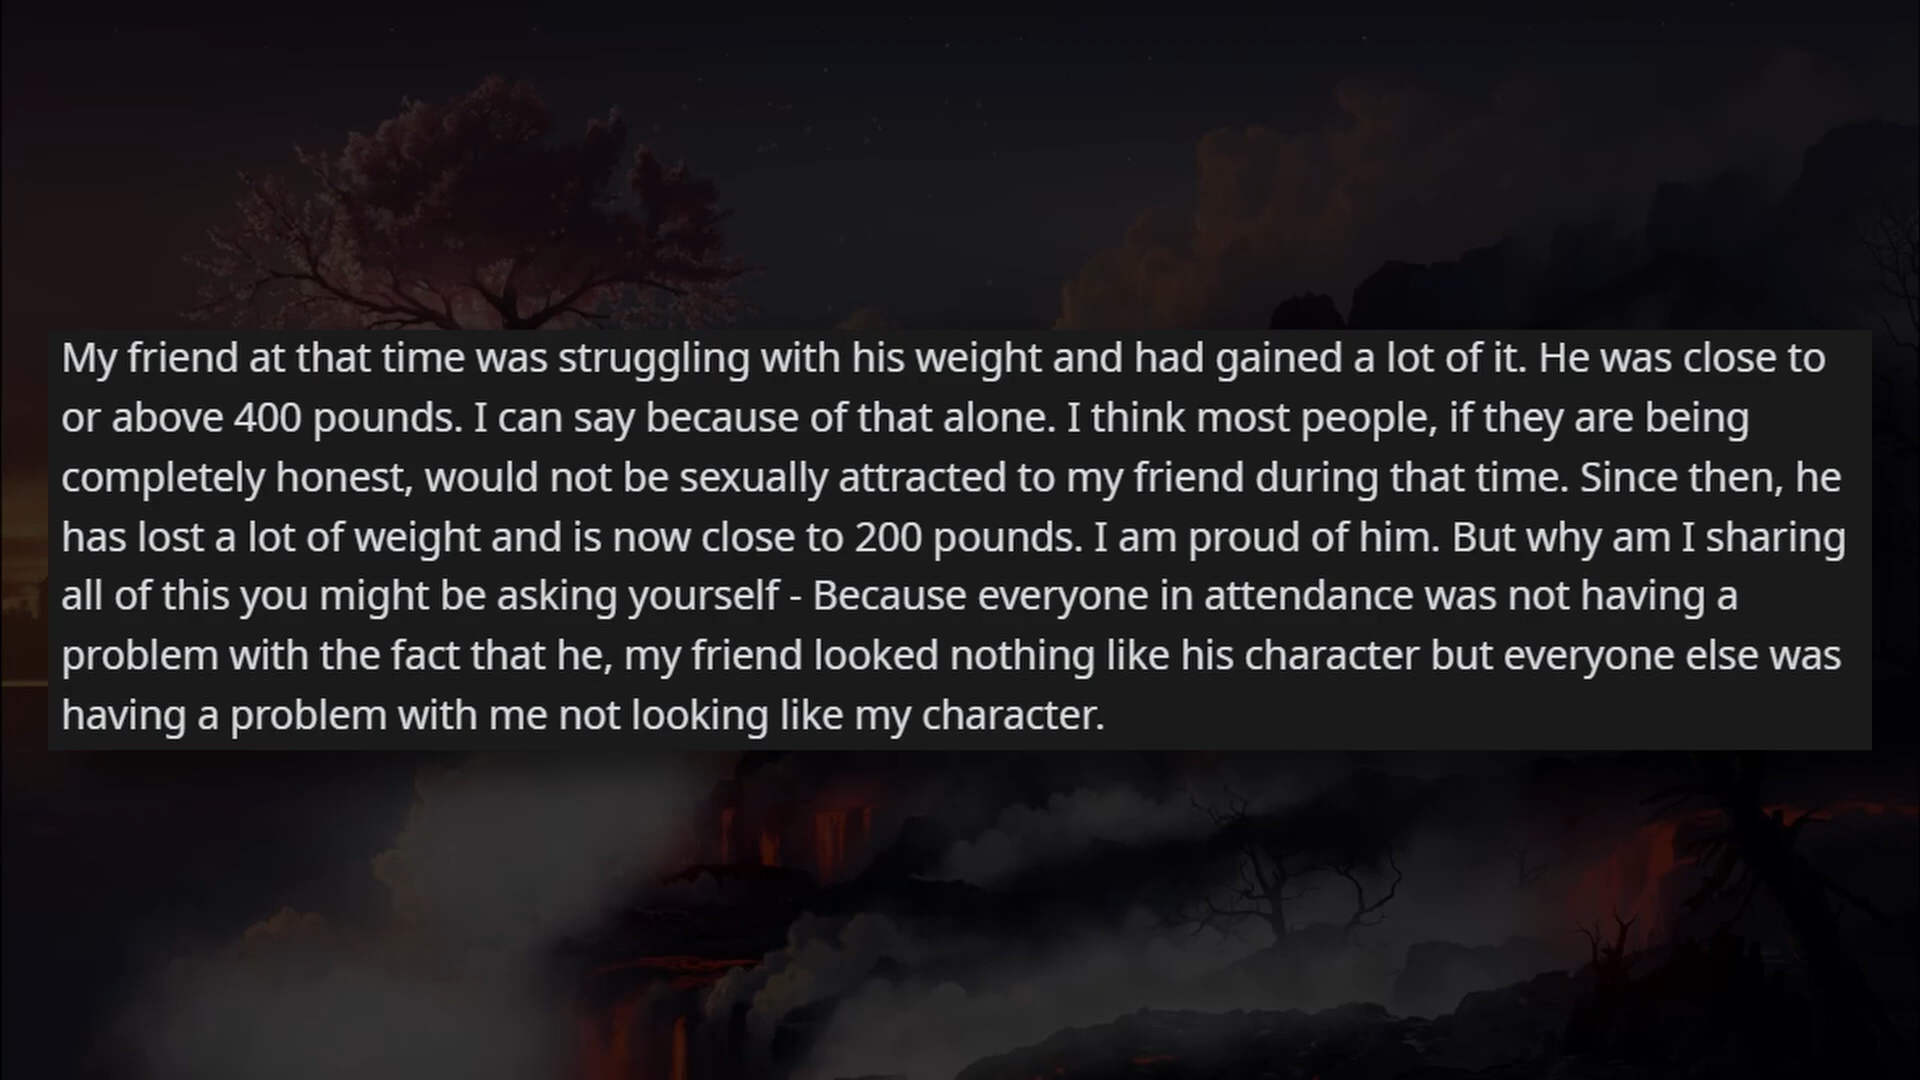 My friend at that time was struggling with his weight and had gained a lot of it. He was close to
or above 400 pounds. I can say because of that alone. I think most people, if they are being
completely honest, would not be sexually attracted to my friend during that time. Since then, he
has lost a lot of weight and is now close to 200 pounds. I am proud of him. But why am I sharing
all of this you might be asking yourself - Because everyone in attendance was not having a
problem with the fact that he, my friend looked nothing like his character but everyone else was
having a problem with me not looking like my character.